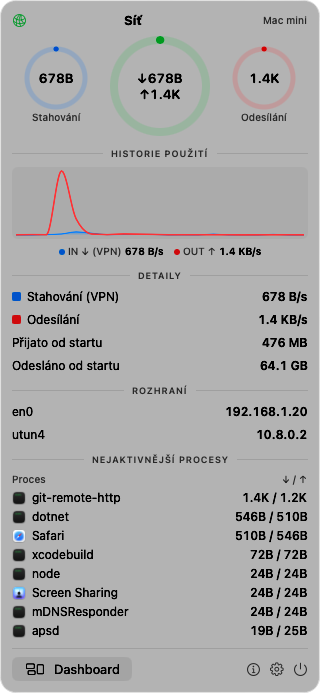 Síť
Mac mini
678B
↓678B
↑1.4K
1.4K
Stahování
Odesílání
HISTORIE POUŽITÍ
IN ↓ (VPN) 678 B/s OUT ↑ 1.4 KB/s
DETAILY
Stahování (VPN) 678 B/s
Odesílání 1.4 KB/s
Přijato od startu 476 MB
Odesláno od startu 64.1 GB
ROZHRANÍ
en0 192.168.1.20
utun4 10.8.0.2
NEJAKTIVNĚJŠÍ PROCESY
Proces ↓ / ↑
git-remote-http 1.4K / 1.2K
dotnet 546B / 510B
Safari 510B / 546B
xcodebuild 72B / 72B
node 24B / 24B
Screen Sharing 24B / 24B
mDNSResponder 24B / 24B
apsd 19B / 25B
Dashboard